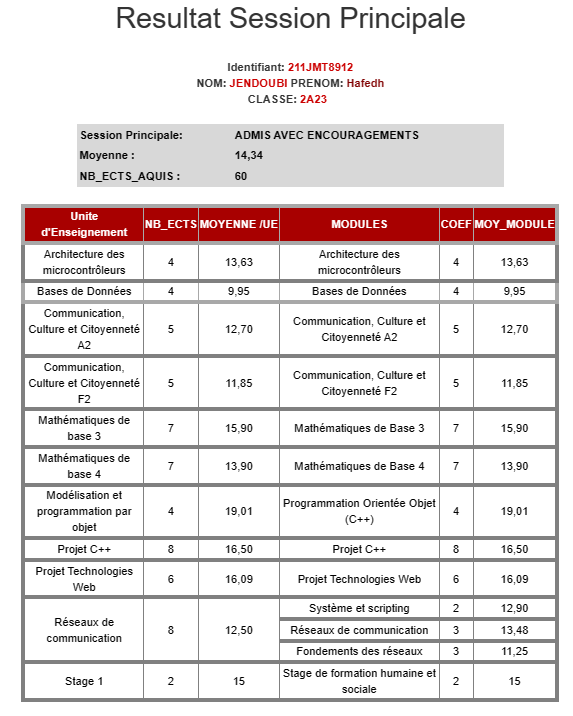 Resultat Session Principale
Identifiant: 211JMT8912
NOM: JENDOUBI PRENOM: Hafedh
CLASSE: 2A23
Session Principale: ADMIS AVEC ENCOURAGEMENTS
Moyenne : 14,34
NB_ECTS_AQUIS : 60
Unite d'Enseignement NB_ECTS MOYENNE /UE MODULES COEF MOY_MODULE
Architecture des microcontrôleurs 4 13,63 Architecture des microcontrôleurs 4 13,63
Bases de Données 4 9,95 Bases de Données 4 9,95
Communication, Culture et Citoyenneté A2 5 12,70 Communication, Culture et Citoyenneté A2 5 12,70
Communication, Culture et Citoyenneté F2 5 11,85 Communication, Culture et Citoyenneté F2 5 11,85
Mathématiques de base 3 7 15,90 Mathématiques de Base 3 7 15,90
Mathématiques de base 4 7 13,90 Mathématiques de Base 4 7 13,90
Modélisation et programmation par objet 4 19,01 Programmation Orientée Objet (C++) 4 19,01
Projet C++ 8 16,50 Projet C++ 8 16,50
Projet Technologies Web 6 16,09 Projet Technologies Web 6 16,09
Réseaux de communication 8 12,50 Système et scripting 2 12,90
Réseaux de communication 3 13,48
Fondements des réseaux 3 11,25
Stage 1 2 15 Stage de formation humaine et sociale 2 15